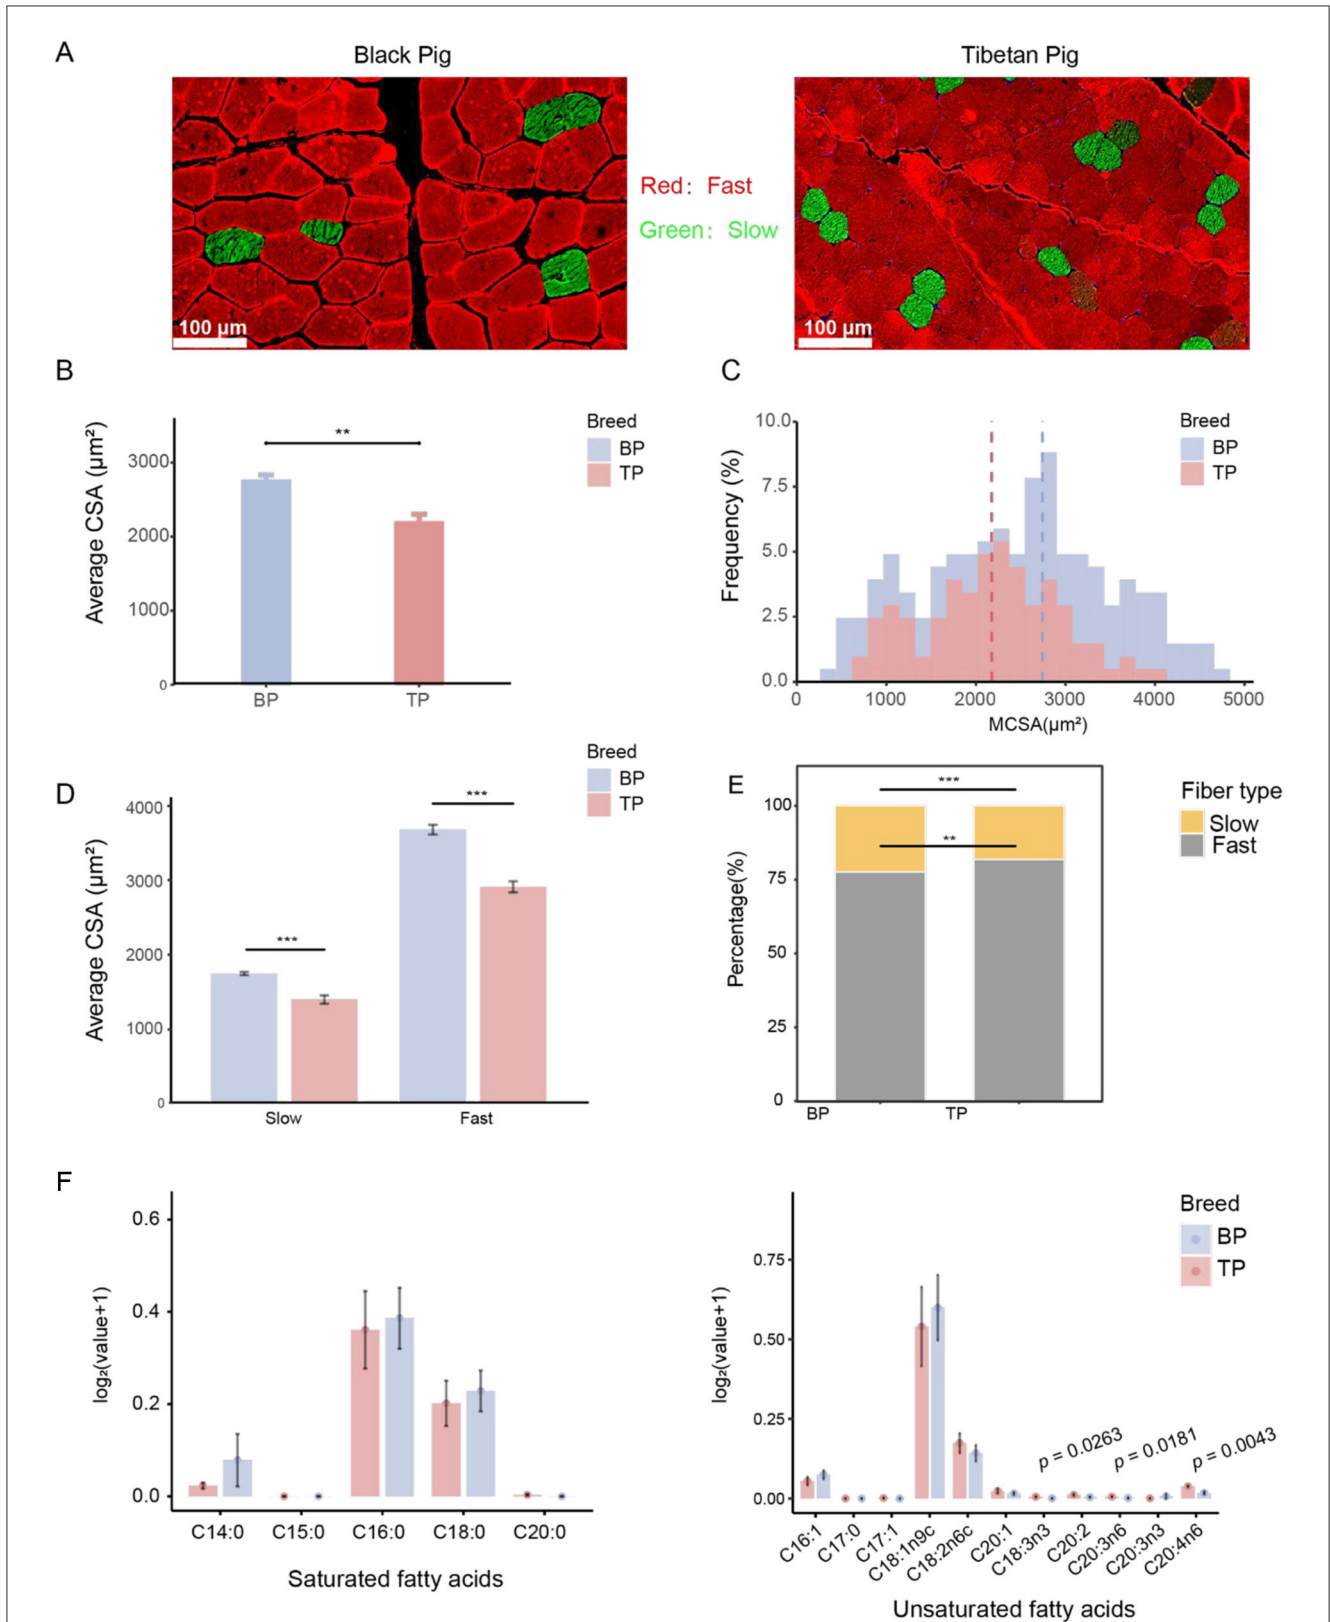 A
Black Pig
Tibetan Pig
Red: Fast
Green: Slow
100 µm
100 µm
B
Average CSA (µm²)
3000
2000
1000
0
**
BP
TP
Breed
BP
TP
C
Frequency (%)
10.0
7.5
5.0
2.5
0.0
0
1000
2000
3000
4000
5000
MCSA(µm²)
Breed
BP
TP
D
Average CSA (µm²)
4000
3000
2000
1000
0
***
***
Slow
Fast
Breed
BP
TP
E
Percentage(%)
100
75
50
25
0
***
**
BP
TP
Fiber type
Slow
Fast
F
log₂(value+1)
0.6
0.4
0.2
0.0
C14:0
C15:0
C16:0
C18:0
C20:0
Saturated fatty acids
log₂(value+1)
0.75
0.50
0.25
0.00
p = 0.0263
p = 0.0181
p = 0.0043
C16:1
C17:0
C17:1
C18:1n9c
C18:2n6c
C20:1
C18:3n3
C20:2
C20:3n6
C20:3n3
C20:4n6
Unsaturated fatty acids
Breed
BP
TP